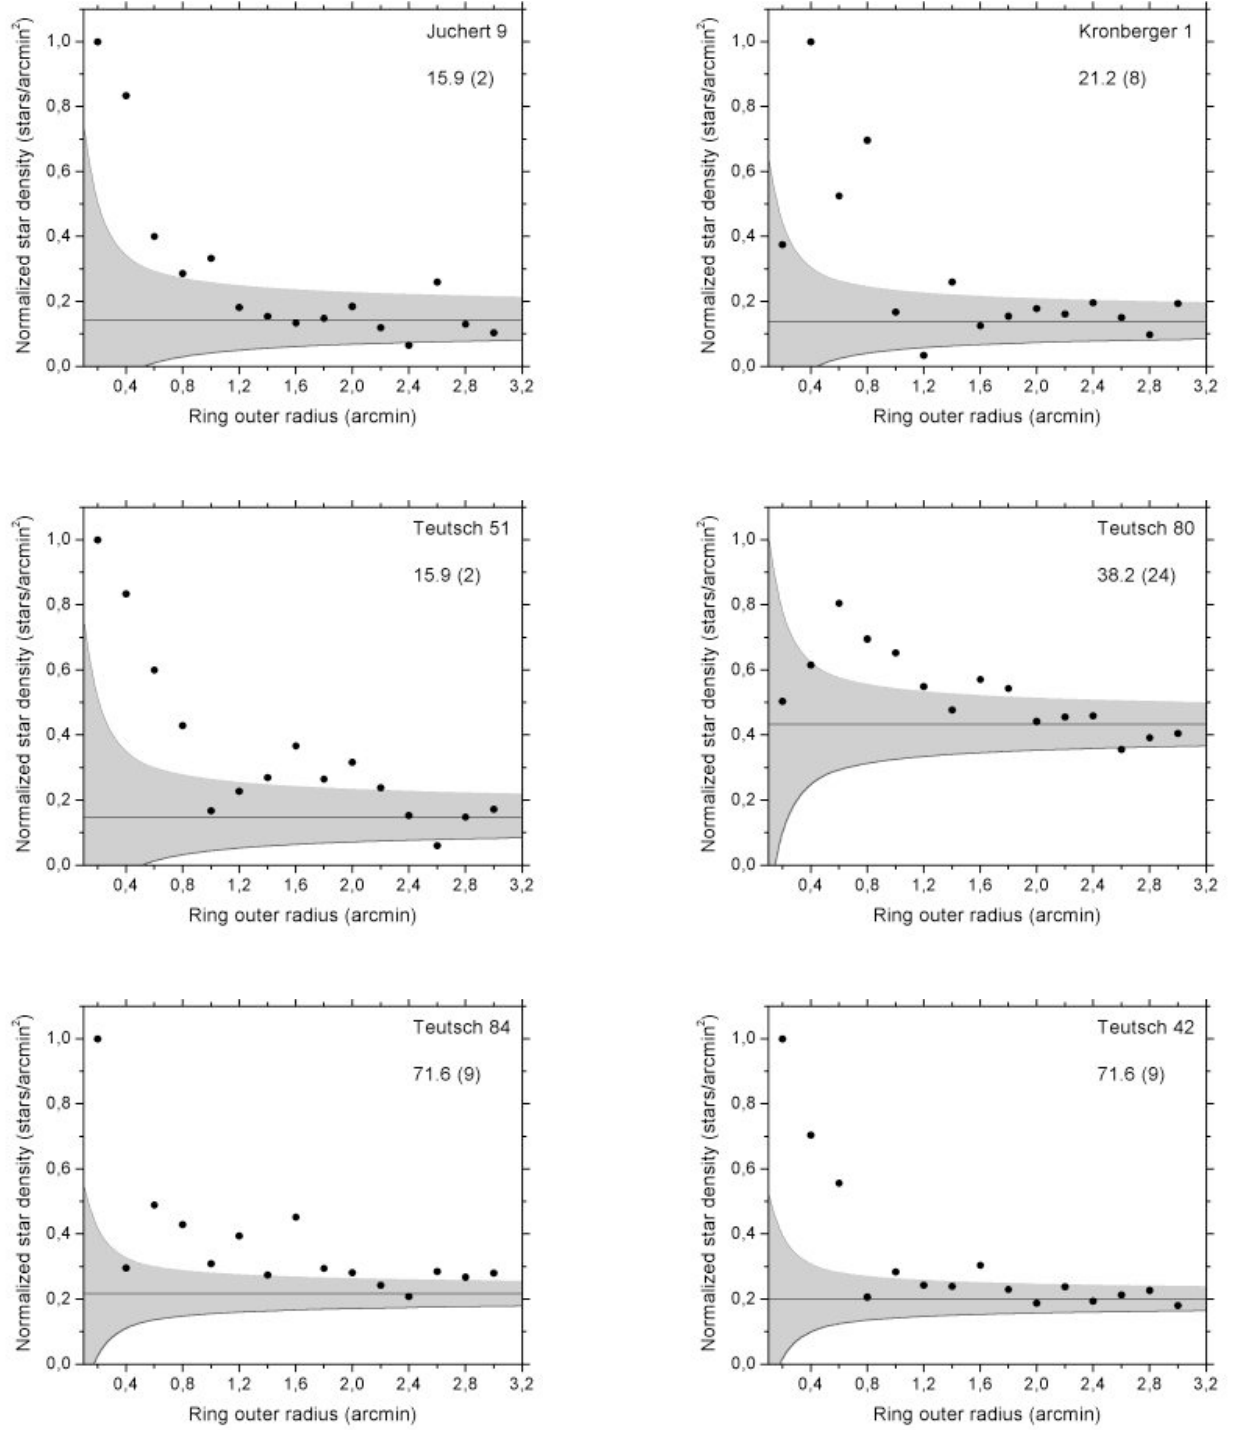 Juchert 9
15.9 (2)
Normalized star density (stars/arcmin²)
1,0
0,8
0,6
0,4
0,2
0,0
0,4 0,8 1,2 1,6 2,0 2,4 2,8 3,2
Ring outer radius (arcmin)
Kronberger 1
21.2 (8)
Normalized star density (stars/arcmin²)
1,0
0,8
0,6
0,4
0,2
0,0
0,4 0,8 1,2 1,6 2,0 2,4 2,8 3,2
Ring outer radius (arcmin)
Teutsch 51
15.9 (2)
Normalized star density (stars/arcmin²)
1,0
0,8
0,6
0,4
0,2
0,0
0,4 0,8 1,2 1,6 2,0 2,4 2,8 3,2
Ring outer radius (arcmin)
Teutsch 80
38.2 (24)
Normalized star density (stars/arcmin²)
1,0
0,8
0,6
0,4
0,2
0,0
0,4 0,8 1,2 1,6 2,0 2,4 2,8 3,2
Ring outer radius (arcmin)
Teutsch 84
71.6 (9)
Normalized star density (stars/arcmin²)
1,0
0,8
0,6
0,4
0,2
0,0
0,4 0,8 1,2 1,6 2,0 2,4 2,8 3,2
Ring outer radius (arcmin)
Teutsch 42
71.6 (9)
Normalized star density (stars/arcmin²)
1,0
0,8
0,6
0,4
0,2
0,0
0,4 0,8 1,2 1,6 2,0 2,4 2,8 3,2
Ring outer radius (arcmin)